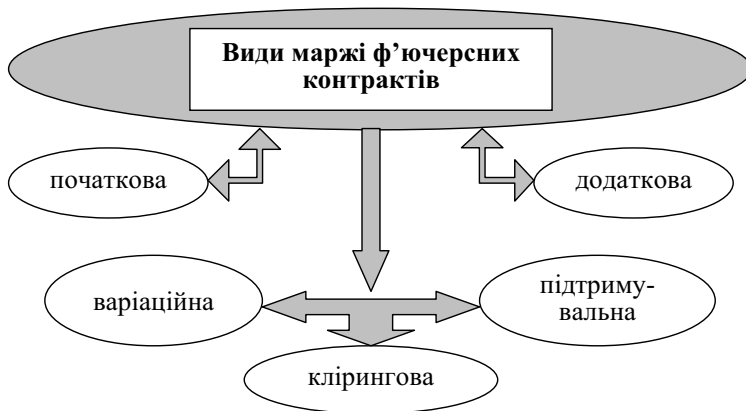 Види маржі ф’ючерсних
контрактів
початкова
додаткова
варіаційна
підтриму-
вальна
клірингова